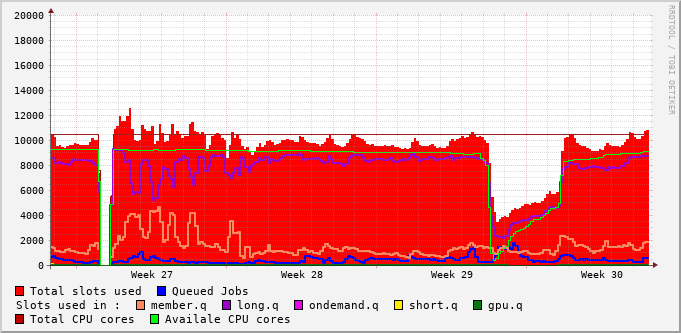 20000
18000
16000
14000
12000
10000
8000
6000
4000
2000
0
Week 27 Week 28 Week 29 Week 30
Total slots used Queued Jobs
Slots used in : member.q long.q ondemand.q short.q gpu.q
Total CPU cores Availale CPU cores
RRDTOOL / TOBI OETIKER